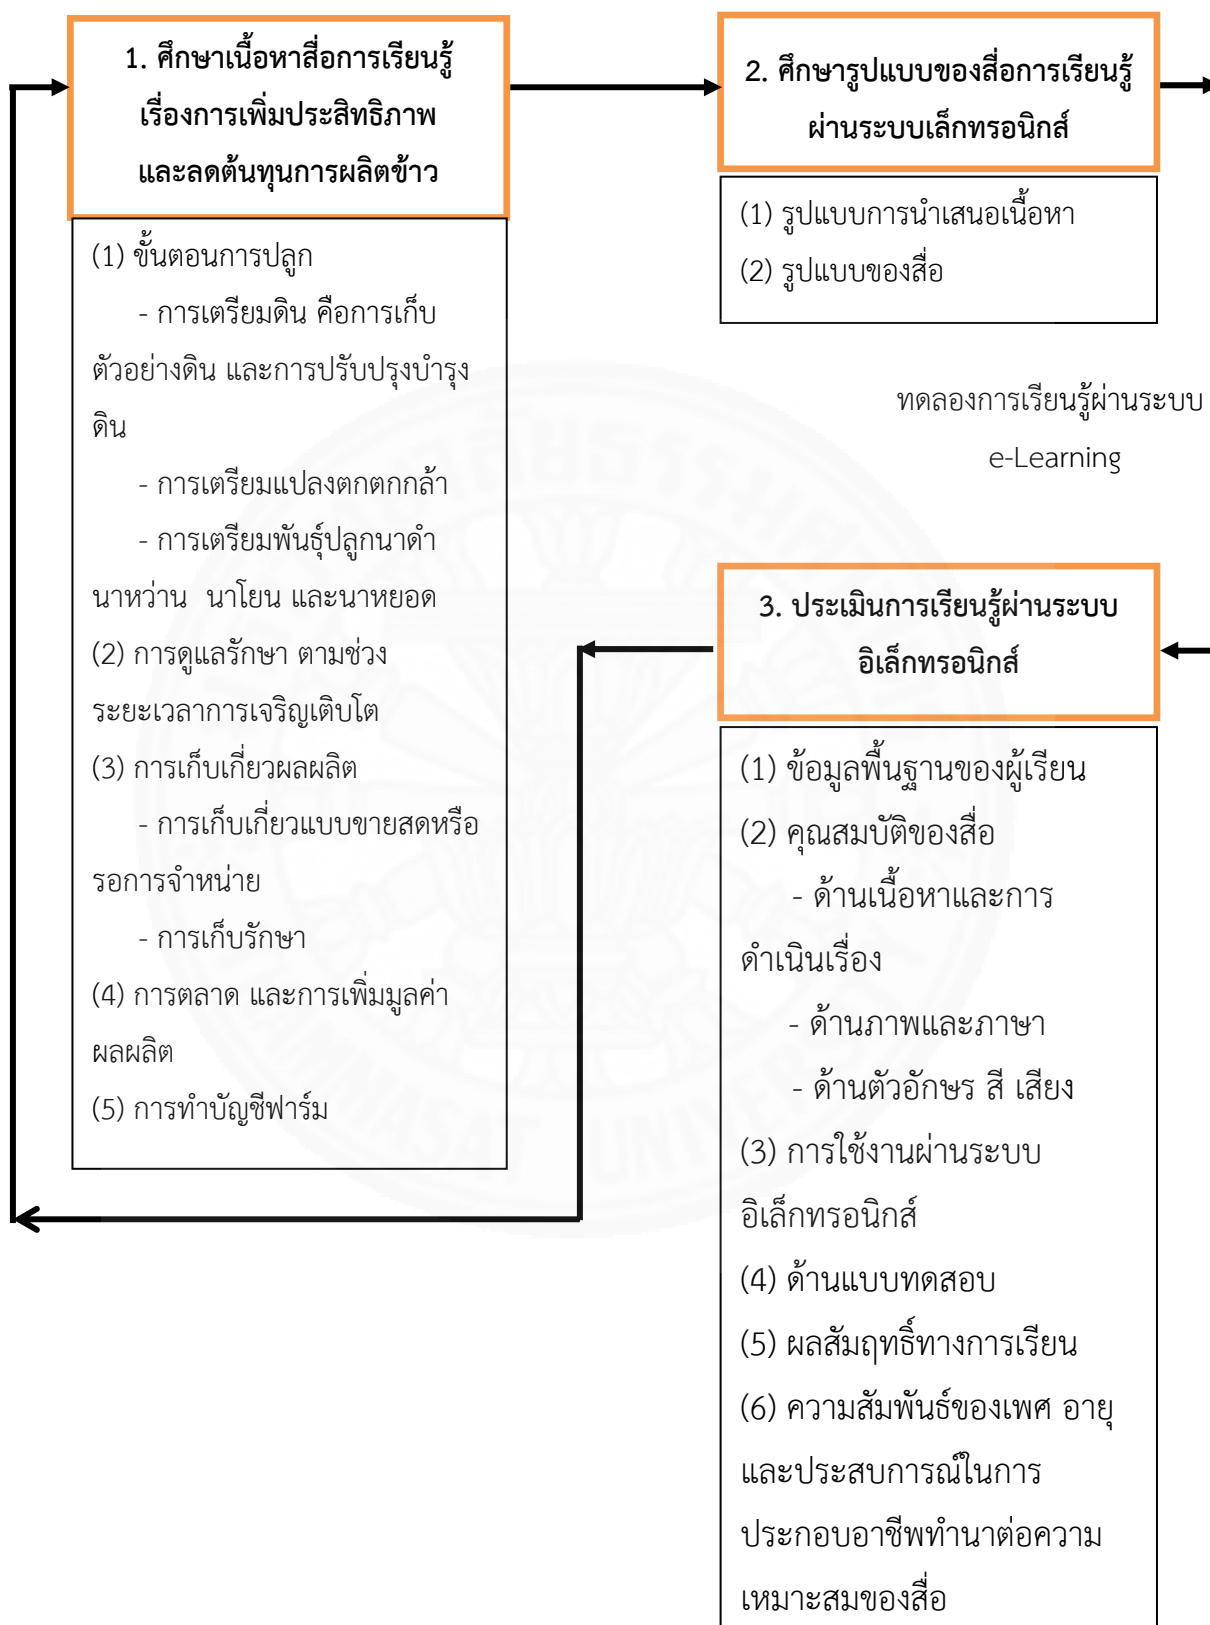 1. ศึกษาเนื้อหาสื่อการเรียนรู้
เรื่องการเพิ่มประสิทธิภาพ
และลดต้นทุนการผลิตข้าว
(1) ขั้นตอนการปลูก
- การเตรียมดิน คือการเก็บ
ตัวอย่างดิน และการปรับปรุงบำรุง
ดิน
- การเตรียมแปลงตกตกกล้า
- การเตรียมพันธุ์ปลูกนาดำ
นาหว่าน นาโยน และนาหยอด
(2) การดูแลรักษา ตามช่วง
ระยะเวลาการเจริญเติบโต
(3) การเก็บเกี่ยวผลผลิต
- การเก็บเกี่ยวแบบขายสดหรือ
รอการจำหน่าย
- การเก็บรักษา
(4) การตลาด และการเพิ่มมูลค่า
ผลผลิต
(5) การทำบัญชีฟาร์ม
2. ศึกษารูปแบบของสื่อการเรียนรู้
ผ่านระบบเล็กทรอนิกส์
(1) รูปแบบการนำเสนอเนื้อหา
(2) รูปแบบของสื่อ
ทดลองการเรียนรู้ผ่านระบบ
e-Learning
3. ประเมินการเรียนรู้ผ่านระบบ
อิเล็กทรอนิกส์
(1) ข้อมูลพื้นฐานของผู้เรียน
(2) คุณสมบัติของสื่อ
- ด้านเนื้อหาและการ
ดำเนินเรื่อง
- ด้านภาพและภาษา
- ด้านตัวอักษร สี เสียง
(3) การใช้งานผ่านระบบ
อิเล็กทรอนิกส์
(4) ด้านแบบทดสอบ
(5) ผลสัมฤทธิ์ทางการเรียน
(6) ความสัมพันธ์ของเพศ อายุ
และประสบการณ์ในการ
ประกอบอาชีพทำนาต่อความ
เหมาะสมของสื่อ